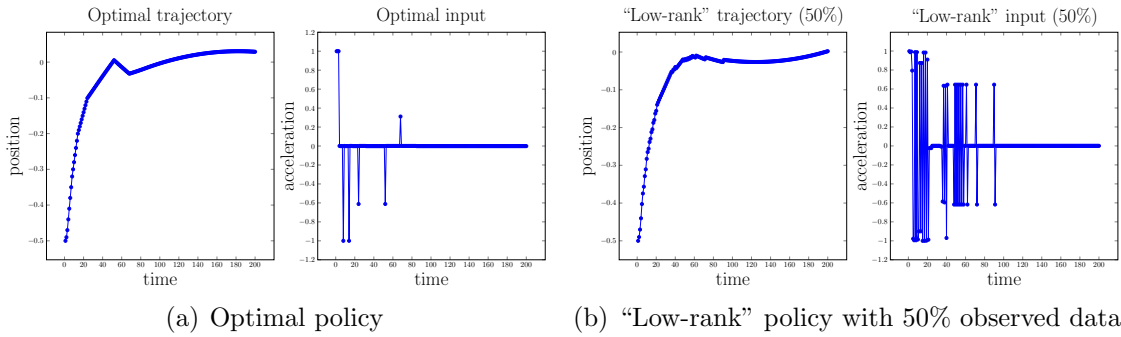 Optimal trajectory
Optimal input
"Low-rank" trajectory (50%)
"Low-rank" input (50%)
position
0
−0.1
−0.2
−0.3
−0.4
−0.5
0 20 40 60 80 100 120 140 160 180 200
time
acceleration
1.2
1
0.8
0.6
0.4
0.2
0
−0.2
−0.4
−0.6
−0.8
−1
−1.2
0 20 40 60 80 100 120 140 160 180 200
time
position
0
−0.1
−0.2
−0.3
−0.4
−0.5
0 20 40 60 80 100 120 140 160 180 200
time
acceleration
1.2
1
0.8
0.6
0.4
0.2
0
−0.2
−0.4
−0.6
−0.8
−1
−1.2
0 20 40 60 80 100 120 140 160 180 200
time
(a) Optimal policy
(b) "Low-rank" policy with 50% observed data